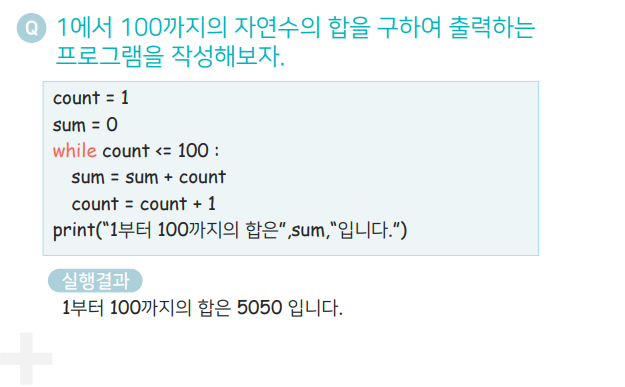 Q 1에서 100까지의 자연수의 합을 구하여 출력하는
프로그램을 작성해보자.
count = 1
sum = 0
while count <= 100 :
sum = sum + count
count = count + 1
print(“1부터 100까지의 합은”,sum,“입니다.”)
실행결과
1부터 100까지의 합은 5050 입니다.